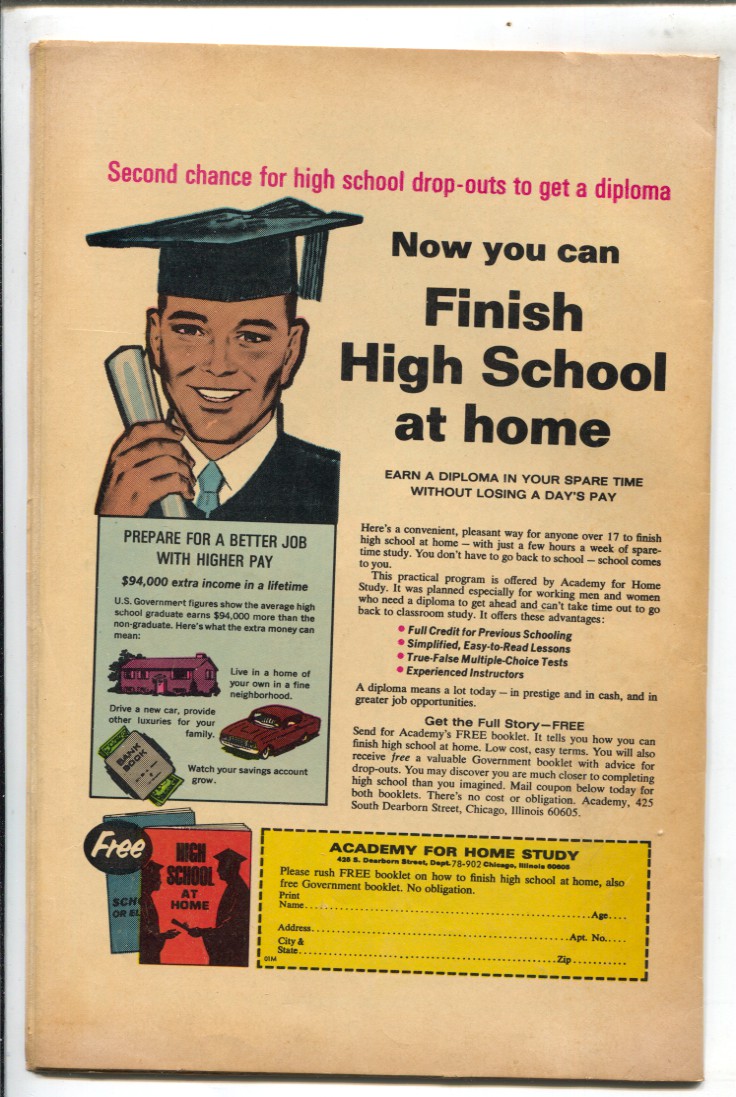 Second chance for high school drop-outs to get a diploma
Now you can
Finish
High School
at home
EARN A DIPLOMA IN YOUR SPARE TIME
WITHOUT LOSING A DAY'S PAY
PREPARE FOR A BETTER JOB
WITH HIGHER PAY
$94,000 extra income in a lifetime
U.S. Government figures show the average high
school graduate earns $94,000 more than the
non-graduate. Here's what the extra money can
mean:
Live in a home of
your own in a fine
neighborhood.
Drive a new car, provide
other luxuries for your
family.
BANK
BOOK
Watch your savings account
grow.
Here's a convenient, pleasant way for anyone over 17 to finish
high school at home — with just a few hours a week of spare-
time study. You don't have to go back to school — school comes
to you.
This practical program is offered by Academy for Home
Study. It was planned especially for working men and women
who need a diploma to get ahead and can't take time out to go
back to classroom study. It offers these advantages:
• Full Credit for Previous Schooling
• Simplified, Easy-to-Read Lessons
• True-False Multiple-Choice Tests
• Experienced Instructors
A diploma means a lot today — in prestige and in cash, and in
greater job opportunities.
Get the Full Story—FREE
Send for Academy's FREE booklet. It tells you how you can
finish high school at home. Low cost, easy terms. You will also
receive free a valuable Government booklet with advice for
drop-outs. You may discover you are much closer to completing
high school than you imagined. Mail coupon below today for
both booklets. There's no cost or obligation. Academy, 425
South Dearborn Street, Chicago, Illinois 60605.
Free
SCH
OR EL
HIGH
SCHOOL
AT
HOME
ACADEMY FOR HOME STUDY
425 S. Dearborn Street, Dept. 78-902 Chicago, Illinois 60605
Please rush FREE booklet on how to finish high school at home, also
free Government booklet. No obligation.
Print
Name.......Age....
Address.......Apt. No.....
City &
State.......Zip...........
01M